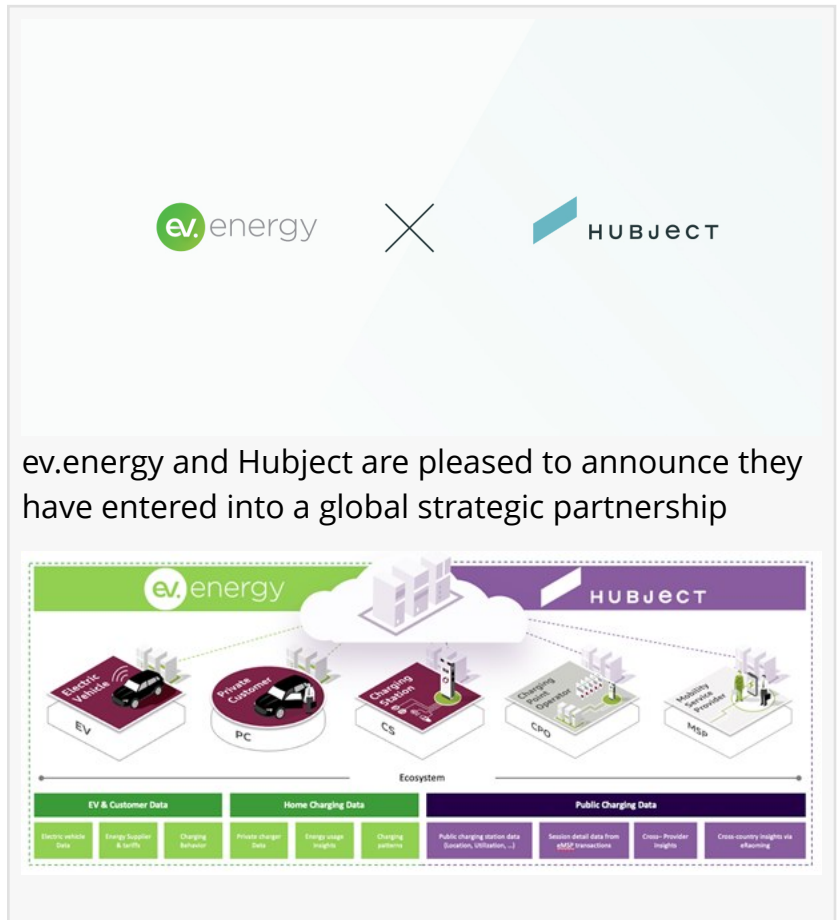 ev.energy
HUBJECT
ev.energy and Hubject are pleased to announce they
have entered into a global strategic partnership
ev.energy
HUBJECT
Electric
Vehicle
EV
Private
Customer
PC
Charging
Station
CS
Charging
Point
Operator
CPO
Mobility
Service
Provider
MSP
Ecosystem
EV & Customer Data
Home Charging Data
Public Charging Data
Electric vehicle
Data
Energy Supplier
& tariffs
Charging
Behavior
Private charger
Data
Energy usage
insights
Charging
patterns
Public charging station data
(Location, Utilization, ...)
Session detail data from
eMSP transactions
Cross- Provider
insights
Cross-country insights via
eRaoming